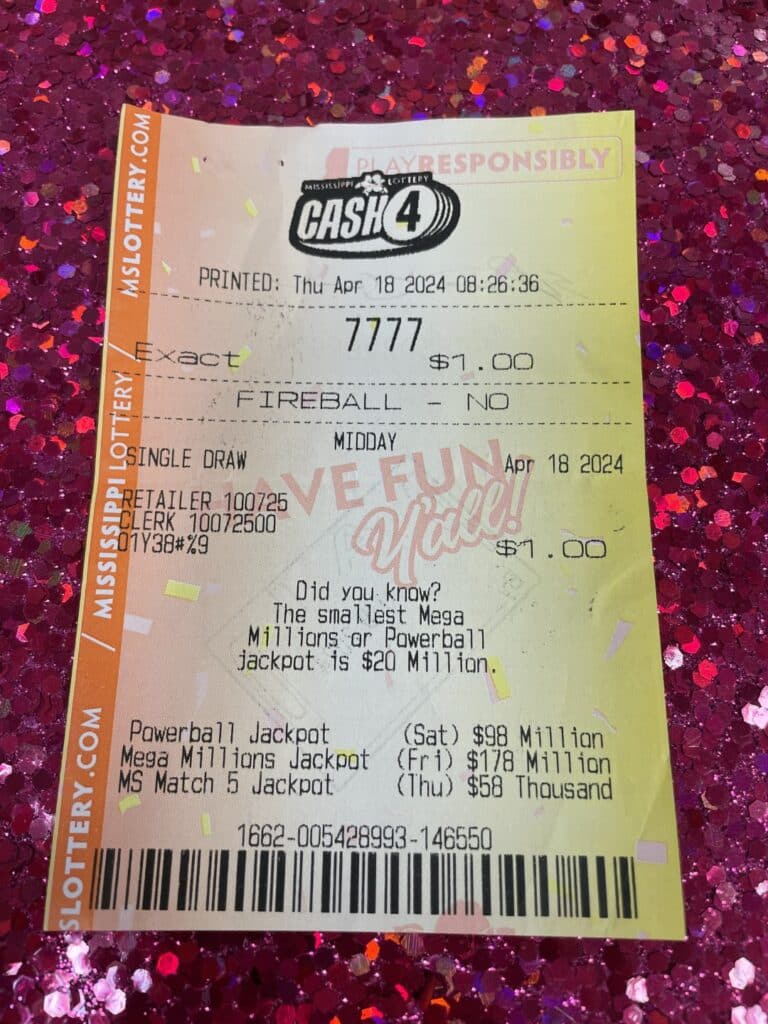 PLAYRESPONSIBLY
MISSISSIPPI LOTTERY
CASH 4
PRINTED: Thu Apr 18 2024 08:26:36
7777
Exact $1.00
FIREBALL - NO
MIDDAY
SINGLE DRAW Apr 18 2024
HAVE FUN,
Y'all!
RETAILER 100725
CLERK 10072500
01Y38#%9 $1.00
Did you know?
The smallest Mega
Millions or Powerball
jackpot is $20 Million.
Powerball Jackpot (Sat) $98 Million
Mega Millions Jackpot (Fri) $178 Million
MS Match 5 Jackpot (Thu) $58 Thousand
1662-005428993-146550
SLOTTERY.COM / MISSISSIPPI LOTTERY / MSLOTTERY.COM